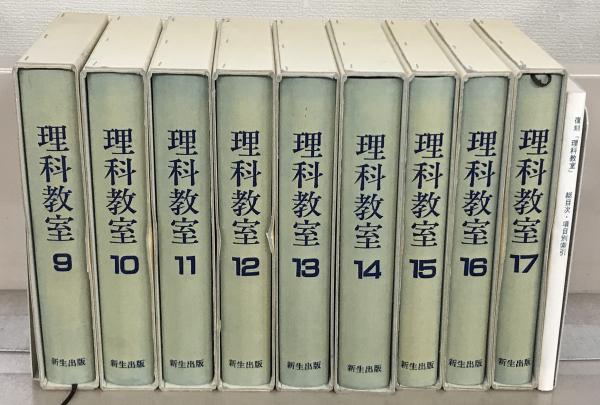 理科教室
9
新生出版
理科教室
10
新生出版
理科教室
11
新生出版
理科教室
12
新生出版
理科教室
13
新生出版
理科教室
14
新生出版
理科教室
15
新生出版
理科教室
16
新生出版
理科教室
17
新生出版
復刻「理科教室」 総目次・項目別索引